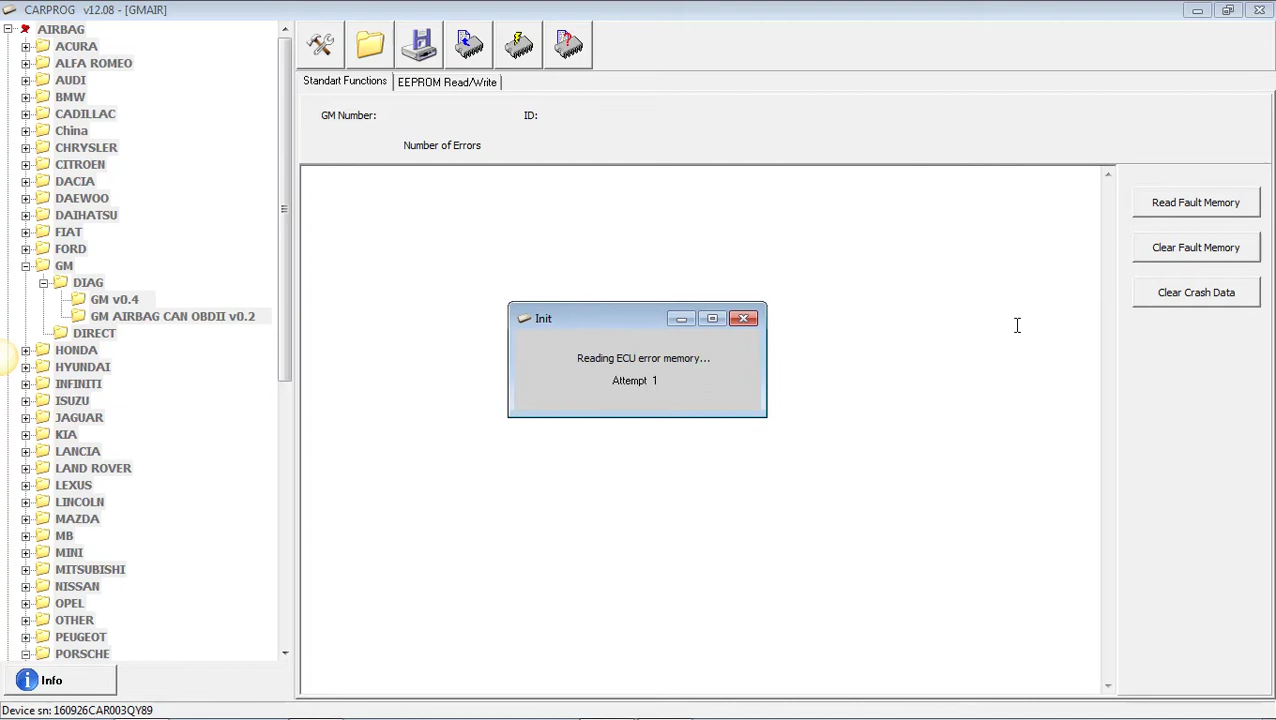 CARPROG v12.08 - [GMAIR]
AIRBAG
ACURA
ALFA ROMEO
AUDI
BMW
CADILLAC
China
CHRYSLER
CITROEN
DACIA
DAEWOO
DAIHATSU
FIAT
FORD
GM
DIAG
GM v0.4
GM AIRBAG CAN OBDII v0.2
DIRECT
HONDA
HYUNDAI
INFINITI
ISUZU
JAGUAR
KIA
LANCIA
LAND ROVER
LEXUS
LINCOLN
MAZDA
MB
MINI
MITSUBISHI
NISSAN
OPEL
OTHER
PEUGEOT
PORSCHE
Info
Device sn: 160926CAR003QY89
Standart Functions
EEPROM Read/Write
GM Number:
ID:
Number of Errors
Init
Reading ECU error memory...
Attempt 1
Read Fault Memory
Clear Fault Memory
Clear Crash Data